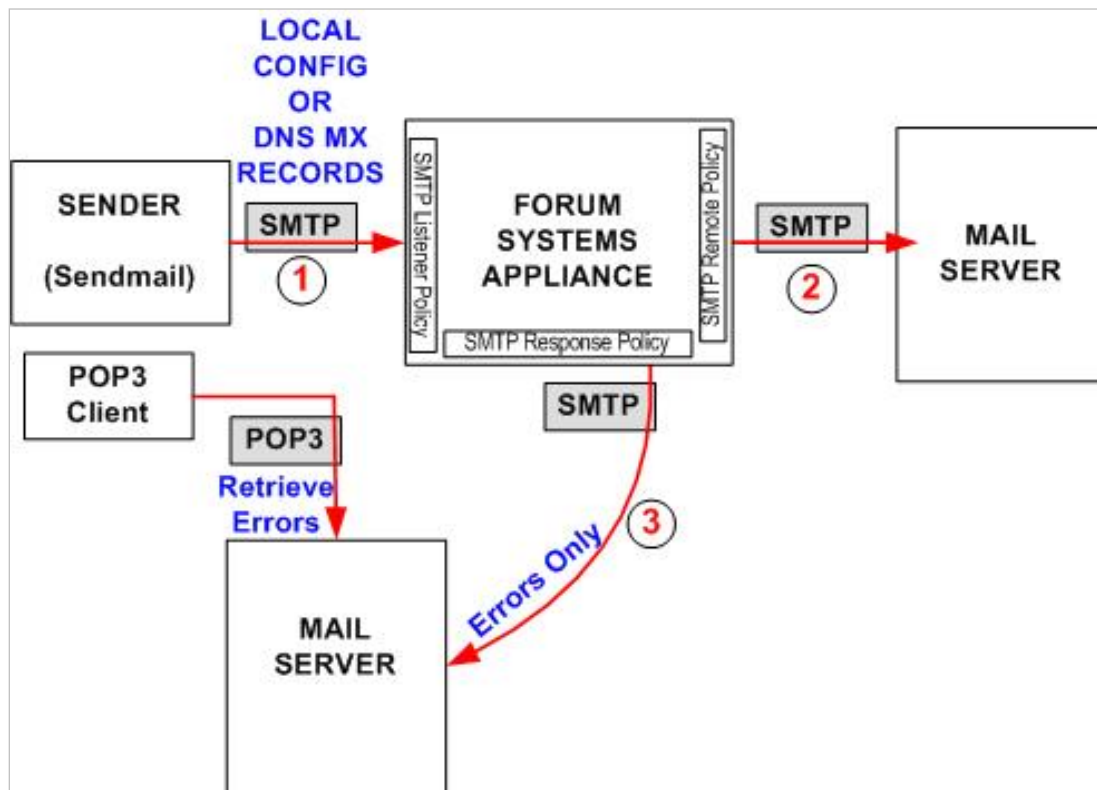 LOCAL
CONFIG
OR
DNS MX
RECORDS
SENDER
(Sendmail)
SMTP
1
SMTP Listener Policy
FORUM
SYSTEMS
APPLIANCE
SMTP Response Policy
SMTP Remote Policy
SMTP
2
MAIL
SERVER
POP3
Client
POP3
Retrieve
Errors
SMTP
3
Errors Only
MAIL
SERVER